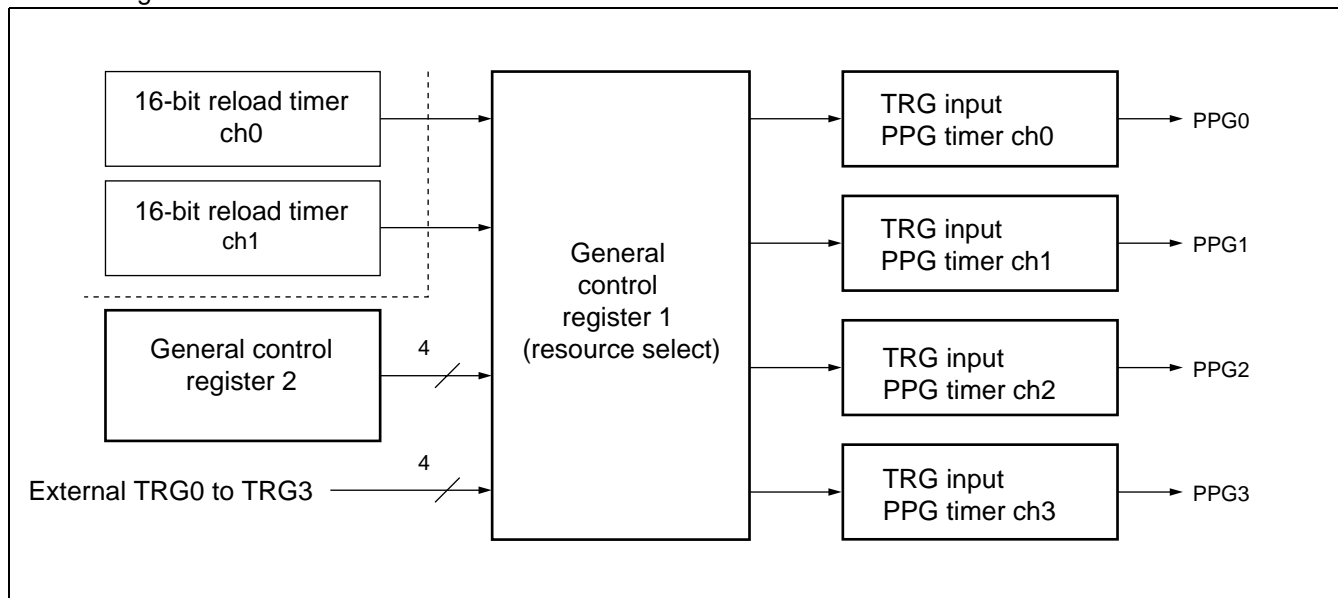 16-bit reload timer
ch0
16-bit reload timer
ch1
General control
register 2
4
External TRG0 to TRG3
4
General
control
register 1
(resource select)
TRG input
PPG timer ch0
PPG0
TRG input
PPG timer ch1
PPG1
TRG input
PPG timer ch2
PPG2
TRG input
PPG timer ch3
PPG3